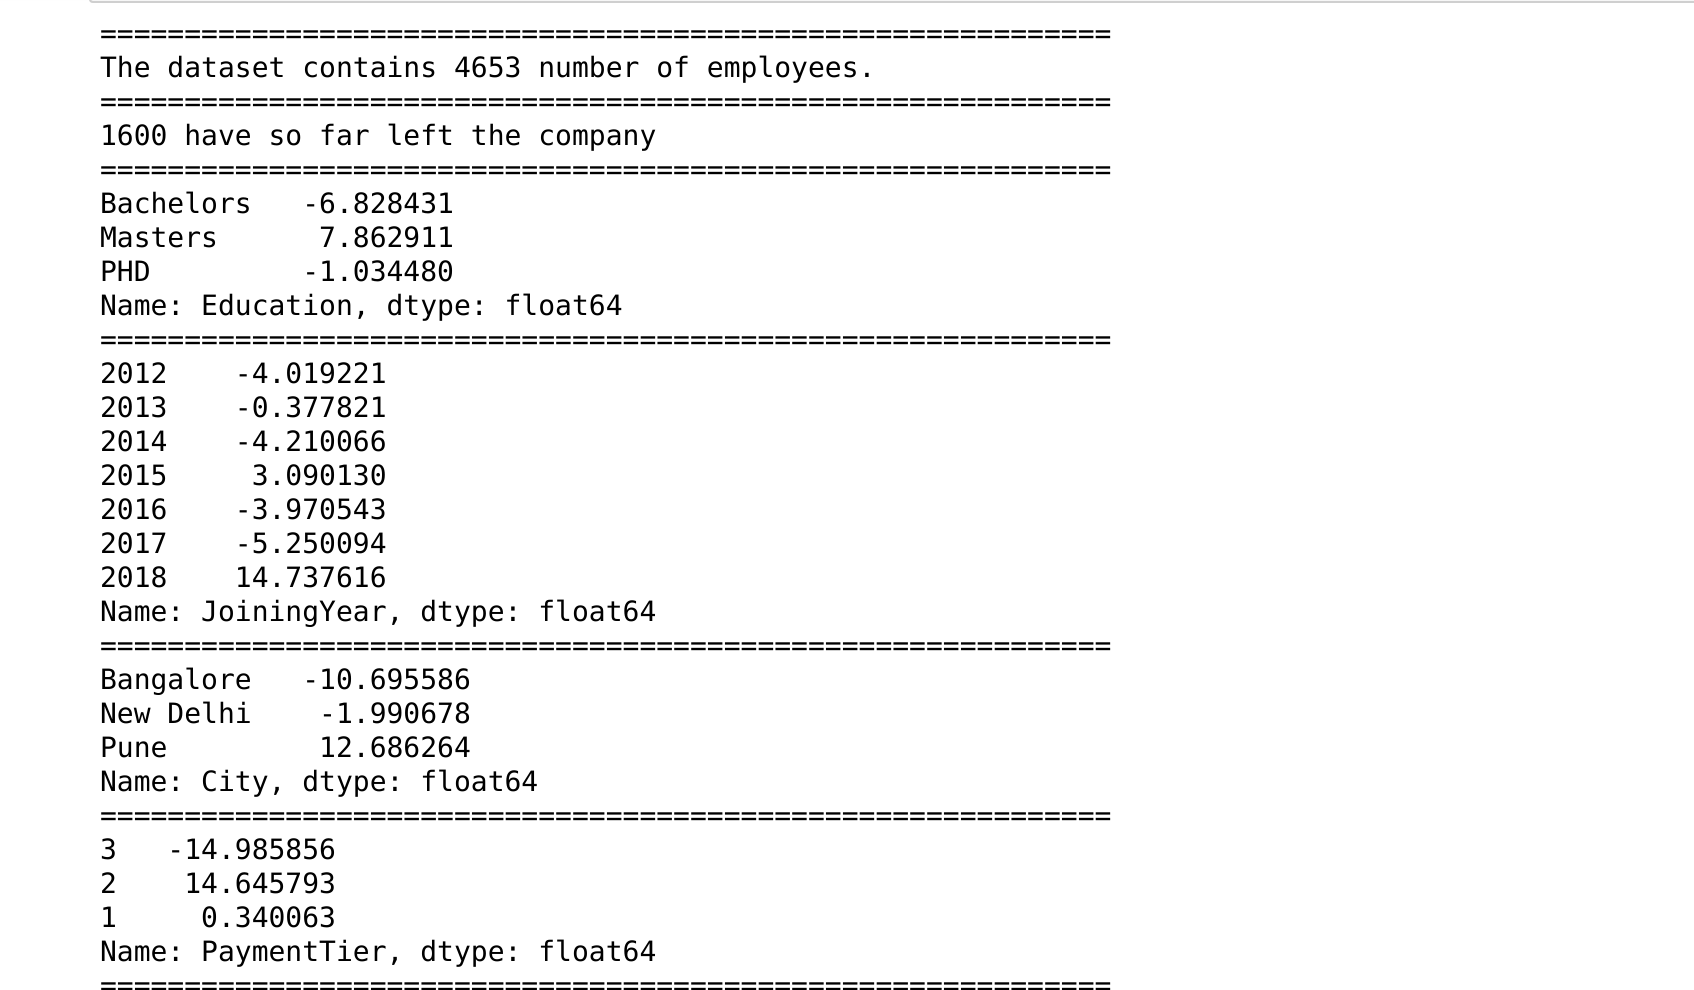 ============================================================
The dataset contains 4653 number of employees.
============================================================
1600 have so far left the company
============================================================
Bachelors   -6.828431
Masters      7.862911
PHD         -1.034480
Name: Education, dtype: float64
============================================================
2012    -4.019221
2013    -0.377821
2014    -4.210066
2015     3.090130
2016    -3.970543
2017    -5.250094
2018    14.737616
Name: JoiningYear, dtype: float64
============================================================
Bangalore   -10.695586
New Delhi    -1.990678
Pune         12.686264
Name: City, dtype: float64
============================================================
3   -14.985856
2    14.645793
1     0.340063
Name: PaymentTier, dtype: float64
============================================================